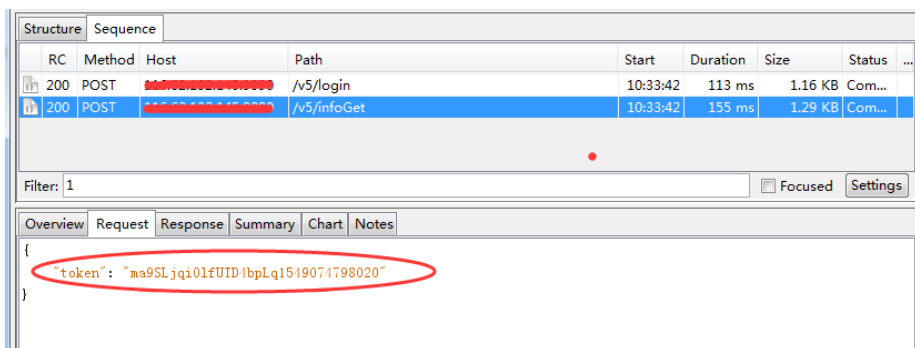 Structure Sequence
RC Method Host Path Start Duration Size Status ...
200 POST /v5/login 10:33:42 113 ms 1.16 KB Com...
200 POST /v5/infoGet 10:33:42 155 ms 1.29 KB Com...
Filter: 1 Focused Settings
Overview Request Response Summary Chart Notes
{
"token": "ma9SLjqi0lfUTD4bpLq1549074798020"
}